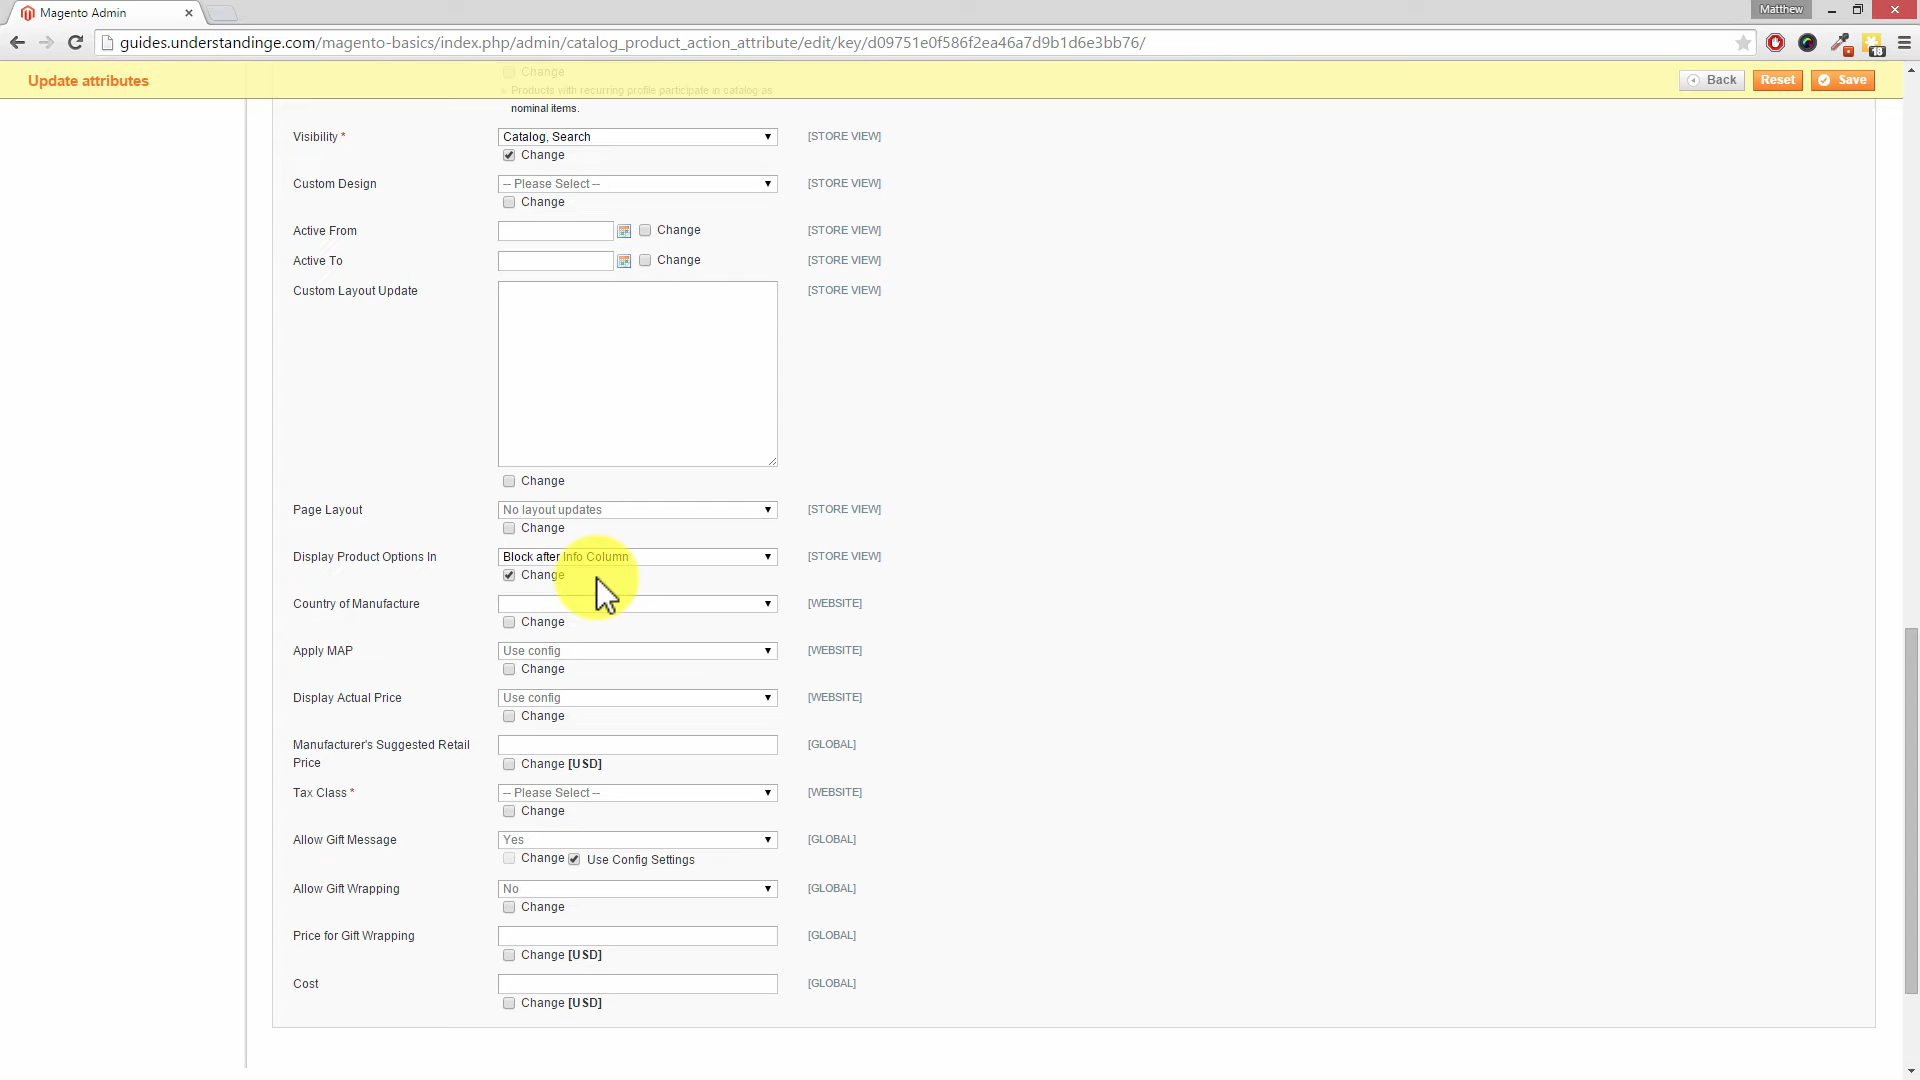 Magento Admin
Matthew
guides.understandinge.com/magento-basics/index.php/admin/catalog_product_action_attribute/edit/key/d09751e0f586f2ea46a7d9b1d6e3bb76/
18
Update attributes
Back
Reset
Save
Change
Products with recurring profile participate in catalog as
nominal items.
Visibility *
Catalog, Search
[STORE VIEW]
Change
Custom Design
-- Please Select --
[STORE VIEW]
Change
Active From
Change
[STORE VIEW]
Active To
Change
[STORE VIEW]
Custom Layout Update
[STORE VIEW]
Change
Page Layout
No layout updates
[STORE VIEW]
Change
Display Product Options In
Block after Info Column
[STORE VIEW]
Change
Country of Manufacture
[WEBSITE]
Change
Apply MAP
Use config
[WEBSITE]
Change
Display Actual Price
Use config
[WEBSITE]
Change
Manufacturer's Suggested Retail
Price
[GLOBAL]
Change [USD]
Tax Class *
-- Please Select --
[WEBSITE]
Change
Allow Gift Message
Yes
[GLOBAL]
Change
Use Config Settings
Allow Gift Wrapping
No
[GLOBAL]
Change
Price for Gift Wrapping
[GLOBAL]
Change [USD]
Cost
[GLOBAL]
Change [USD]